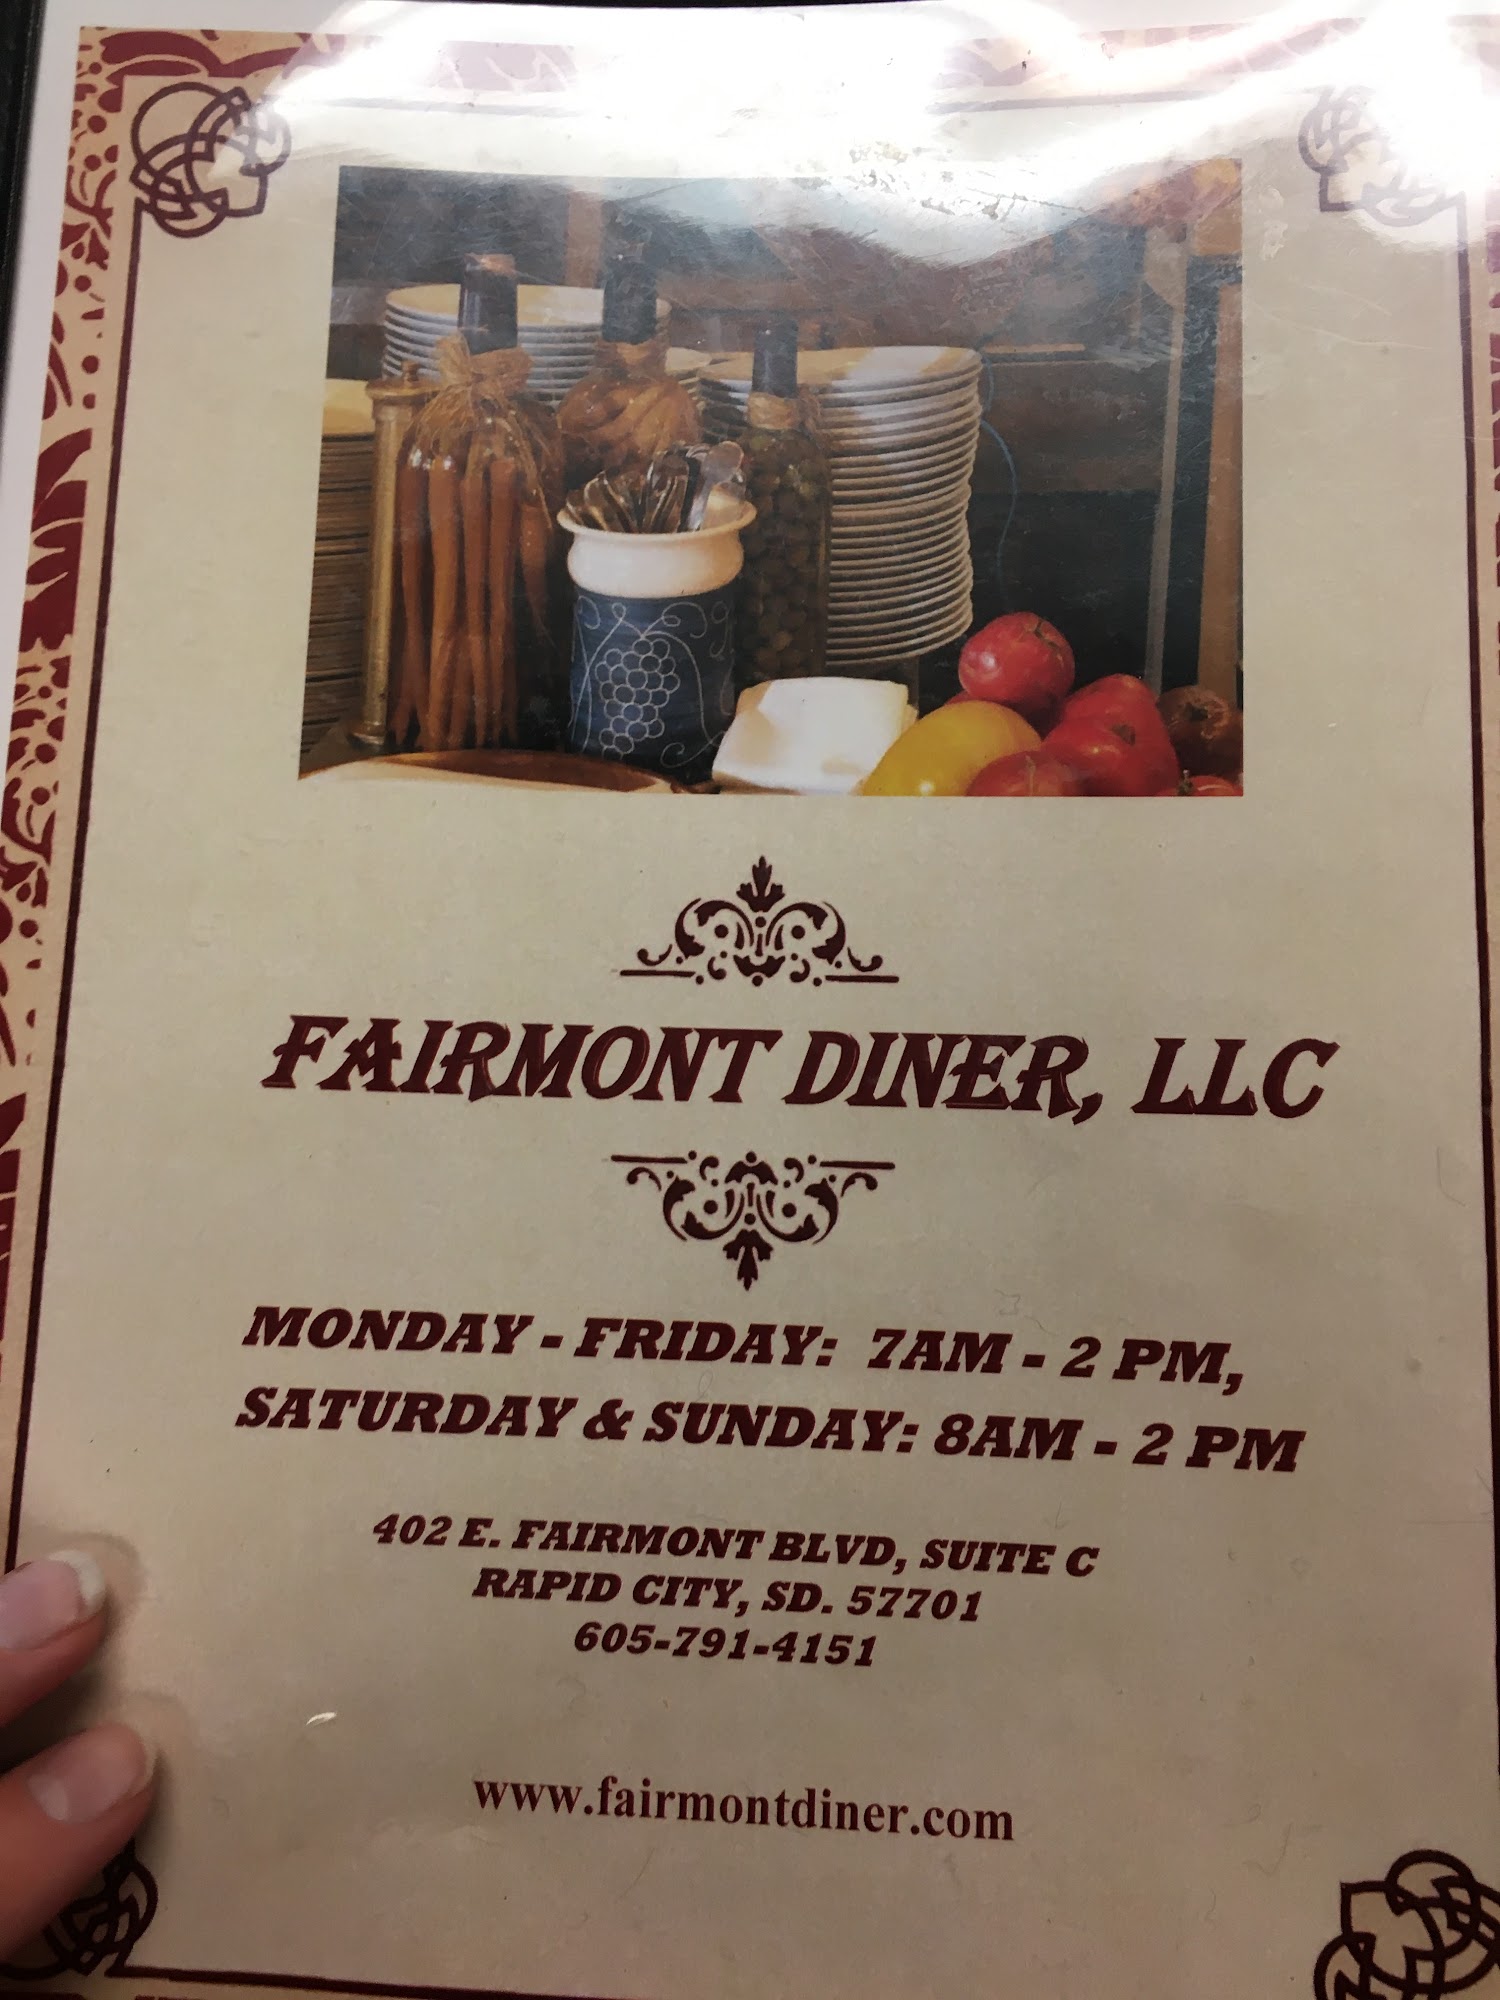 FAIRMONT DINER, LLC
MONDAY - FRIDAY: 7AM - 2 PM,
SATURDAY & SUNDAY: 8AM - 2 PM
402 E. FAIRMONT BLVD, SUITE C
RAPID CITY, SD. 57701
605-791-4151
www.fairmontdiner.com